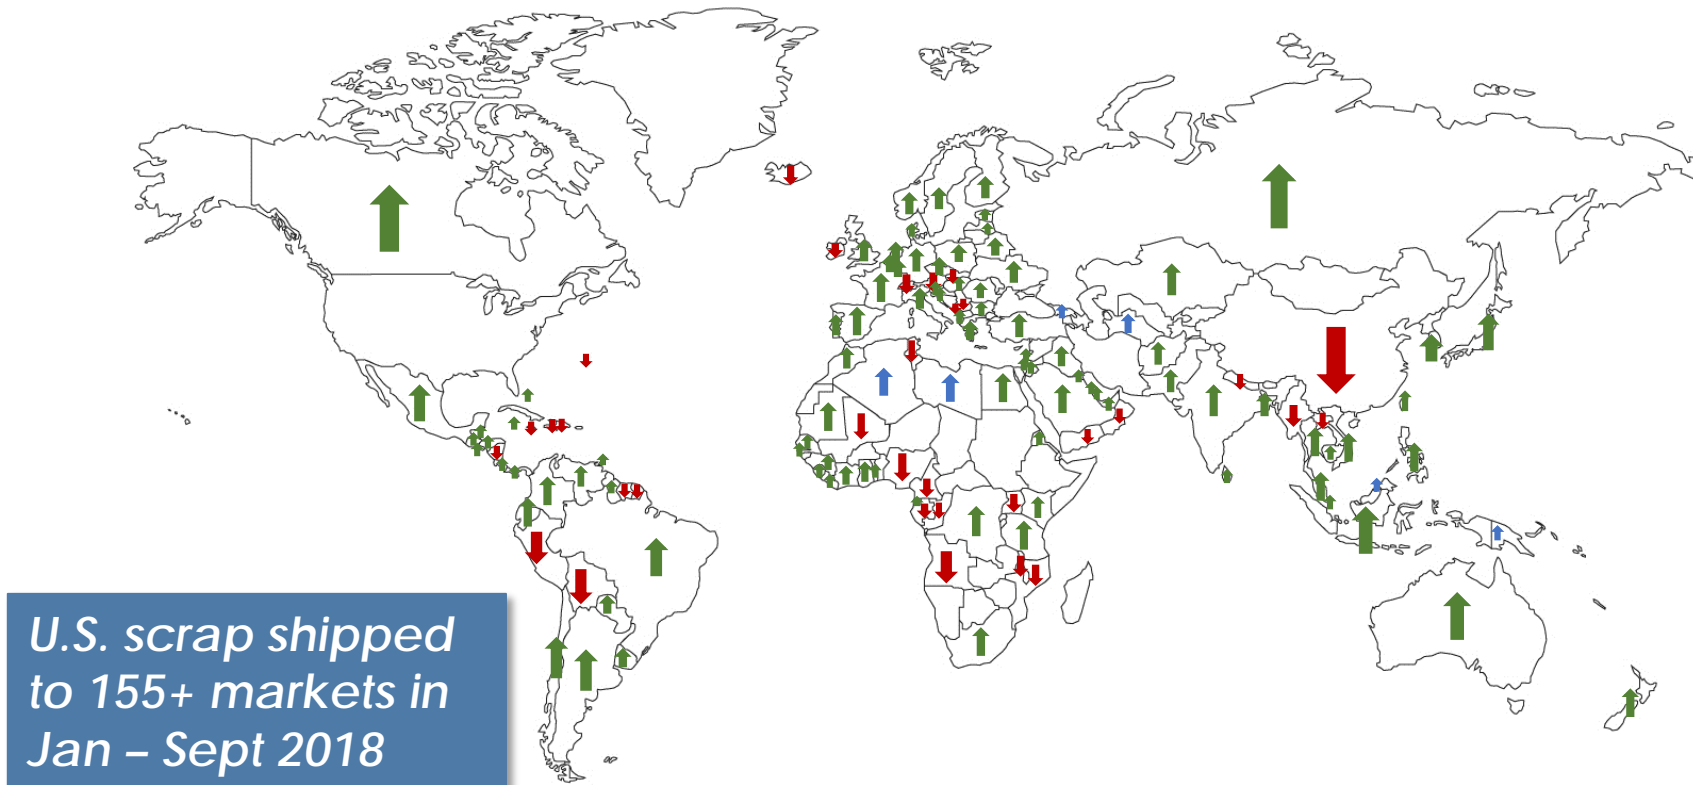 U.S. scrap shipped
to 155+ markets in
Jan – Sept 2018